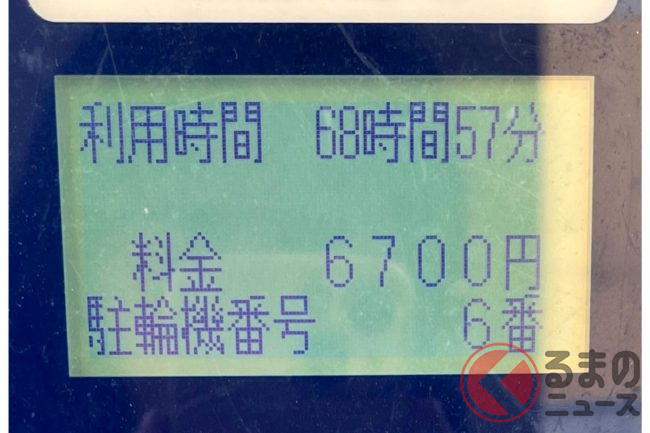 利用時間 68時間57分
料金 6700円
駐輪機番号 6番
くるまの
ニュース